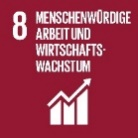 8 MENSCHENWÜRDIGE
ARBEIT UND
WIRTSCHAFTS-
WACHSTUM